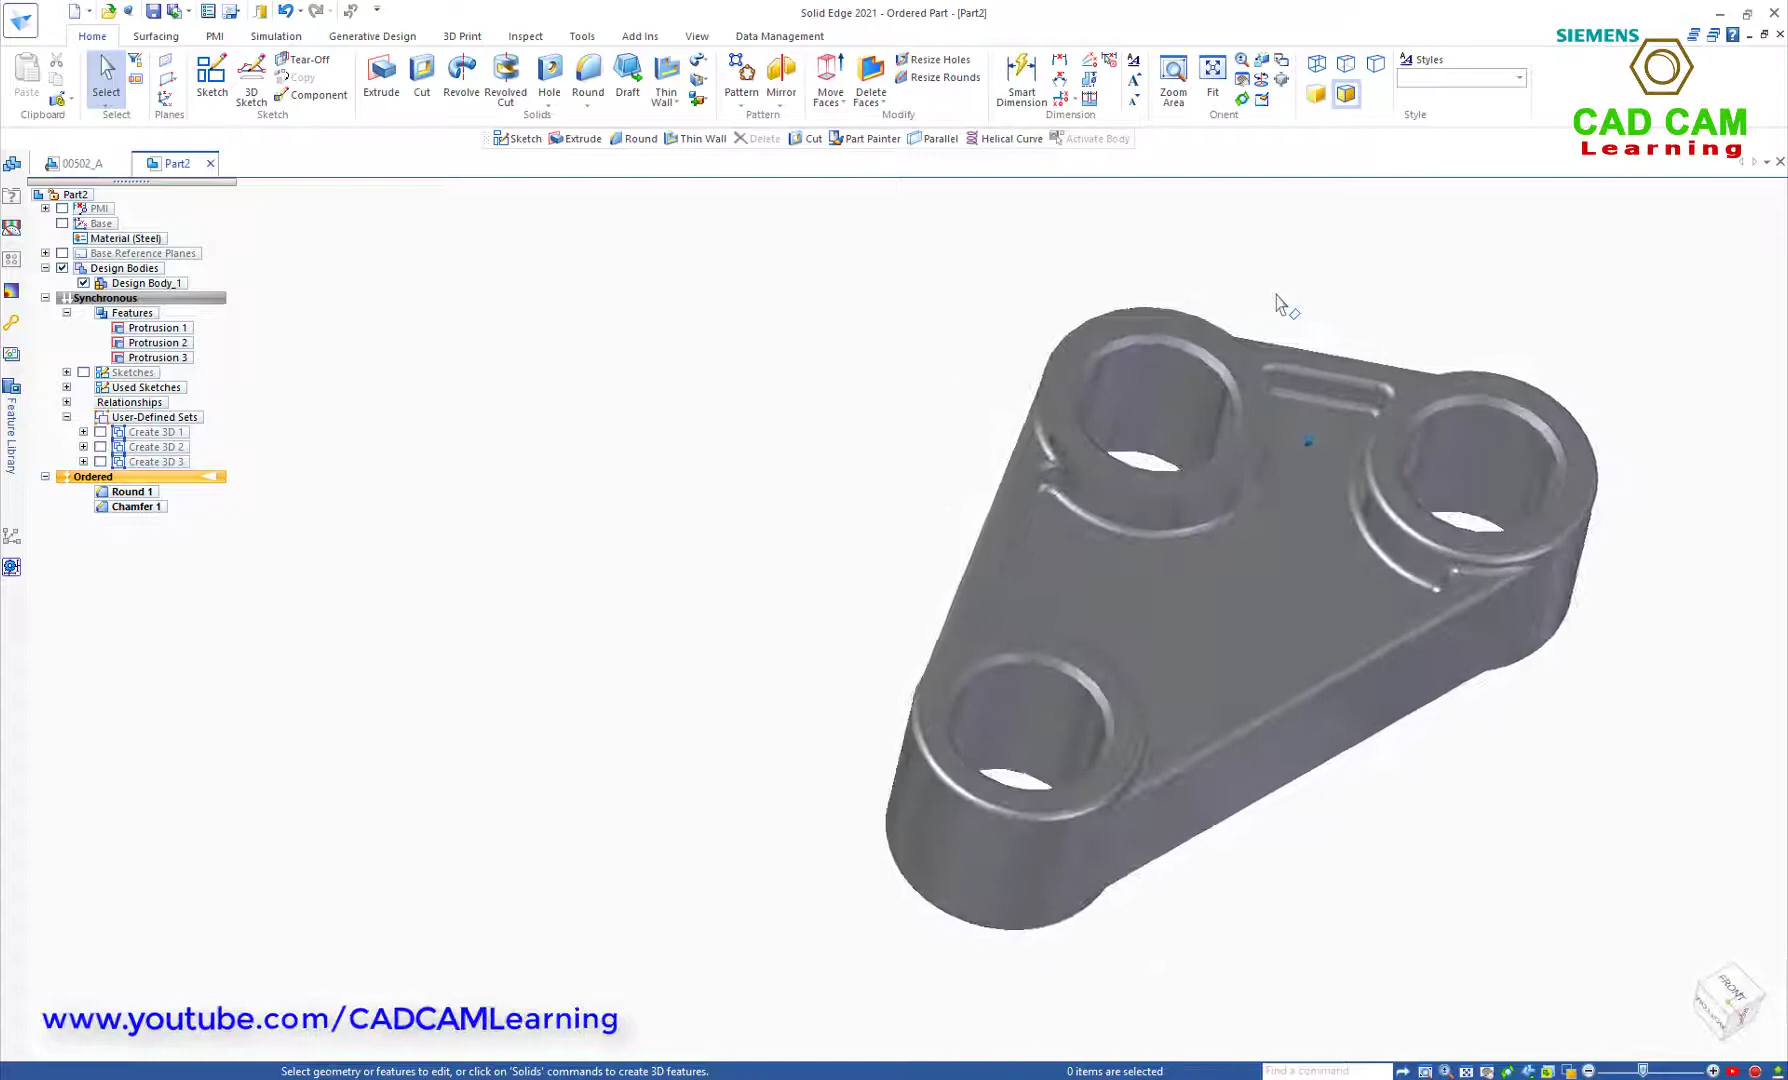 Solid Edge 2021 - Ordered Part - [Part2]
Home Surfacing PMI Simulation Generative Design 3D Print Inspect Tools Add Ins View Data Management
SIEMENS
Paste Select Sketch 3D Sketch Tear-Off Copy Component Extrude Cut Revolve Revolved Cut Hole Round Draft Thin Wall Pattern Mirror Move Faces Delete Faces Resize Holes Resize Rounds Smart Dimension Zoom Area Fit Styles
Clipboard Select Planes Sketch Solids Pattern Modify Dimension Orient Style
CAD CAM
Learning
Sketch Extrude Round Thin Wall Delete Cut Part Painter Parallel Helical Curve Activate Body
00502_A Part2
Part2
PMI
Base
Material (Steel)
Base Reference Planes
Design Bodies
Design Body_1
Synchronous
Features
Protrusion 1
Protrusion 2
Protrusion 3
Sketches
Used Sketches
Relationships
User-Defined Sets
Create 3D 1
Create 3D 2
Create 3D 3
Ordered
Round 1
Chamfer 1
Feature Library
FRONT
www.youtube.com/CADCAMLearning
Select geometry or features to edit, or click on 'Solids' commands to create 3D features.
0 items are selected
Find a command